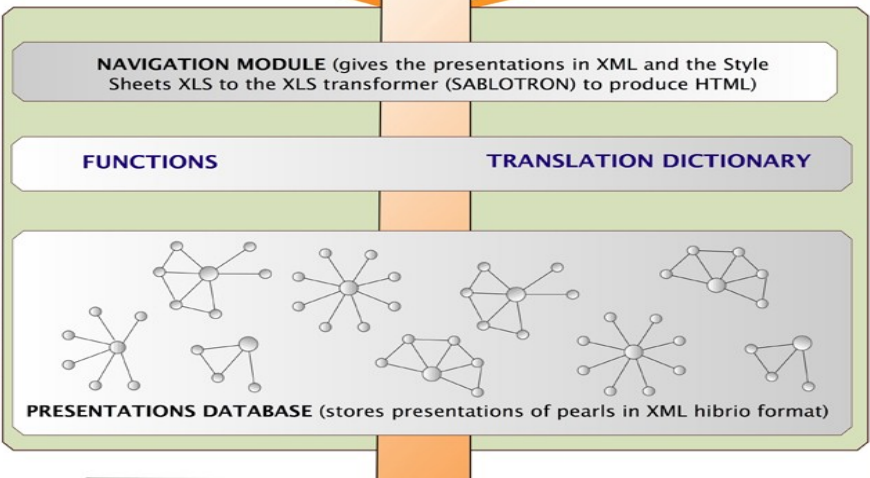 NAVIGATION MODULE (gives the presentations in XML and the Style
Sheets XLS to the XLS transformer (SABLOTRON) to produce HTML)
FUNCTIONS
TRANSLATION DICTIONARY
PRESENTATIONS DATABASE (stores presentations of pearls in XML hibrio format)